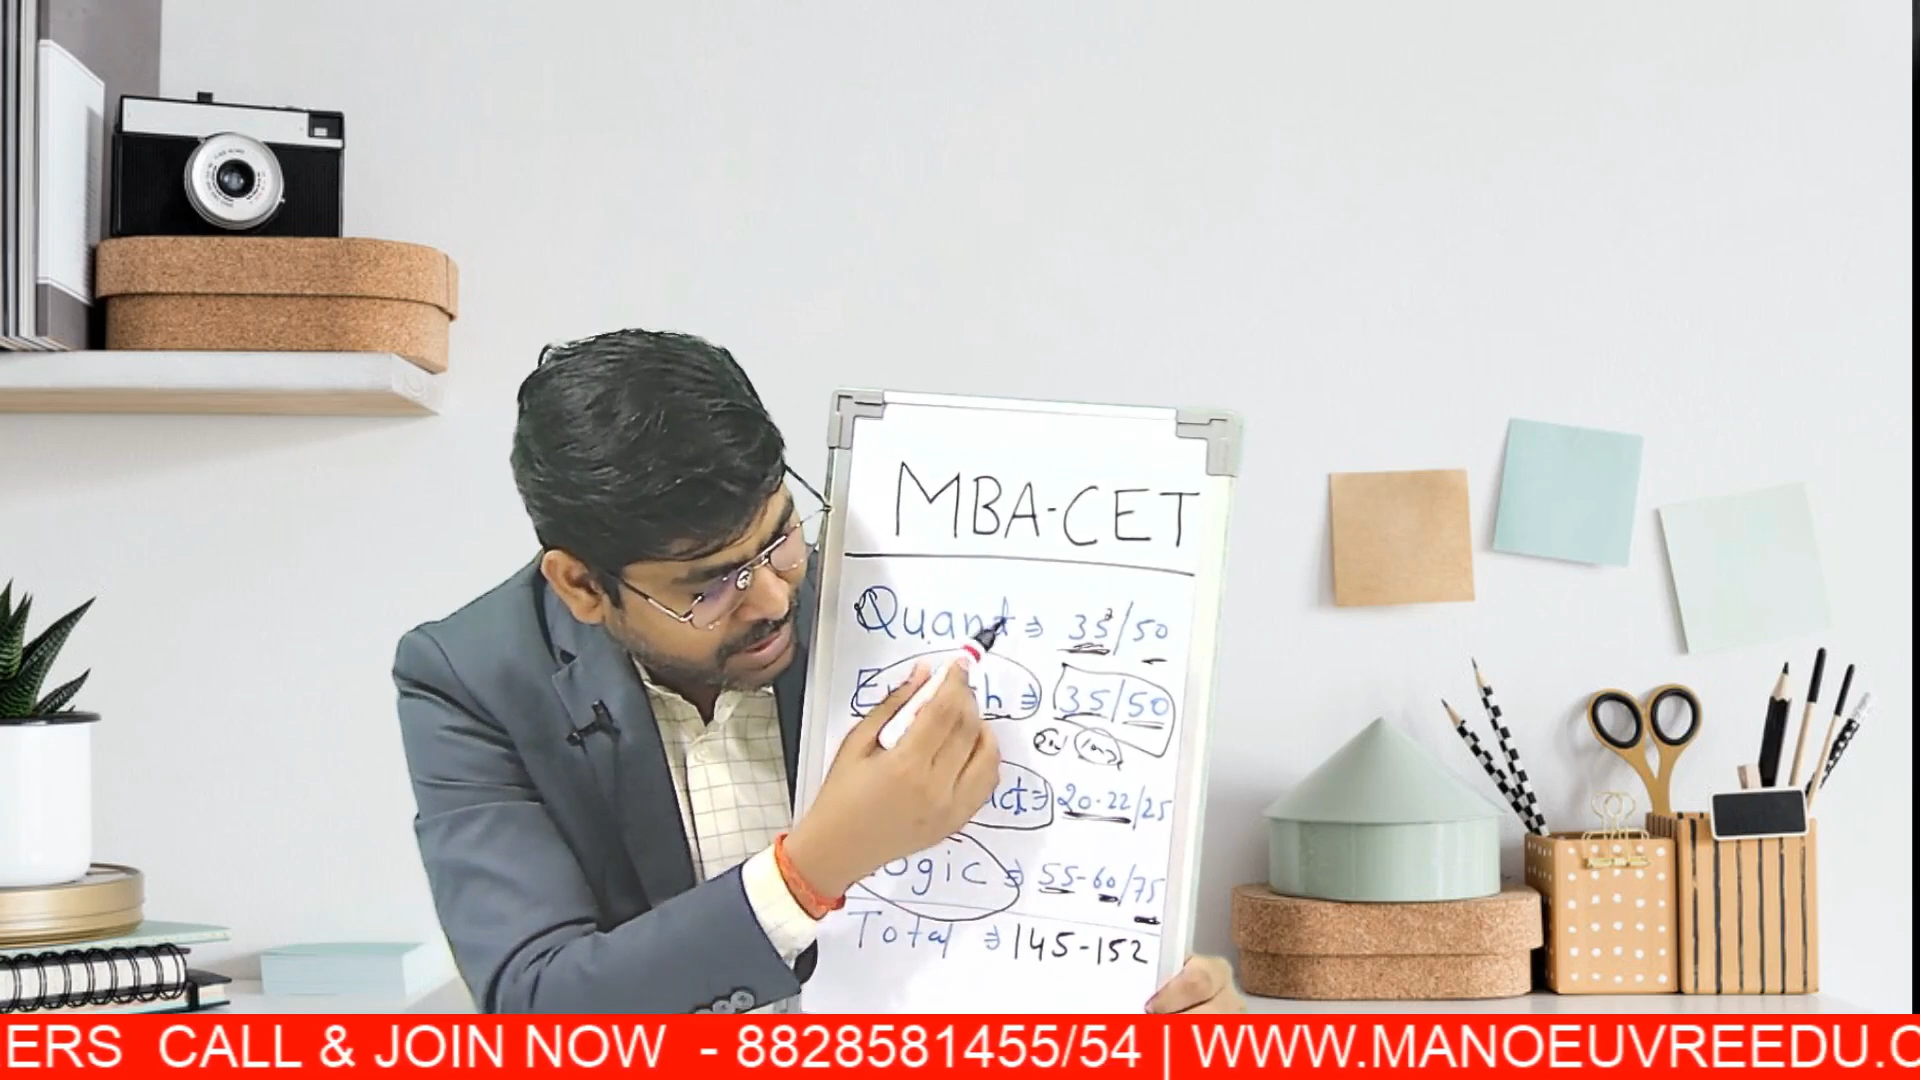 MBA-CET
Quant ⇒ 35/50
⇒ 35/50
20-22/25
Logic ⇒ 55-60/75
Total ⇒ 145-152
ERS CALL & JOIN NOW - 8828581455/54 | WWW.MANOEUVREEDU.C